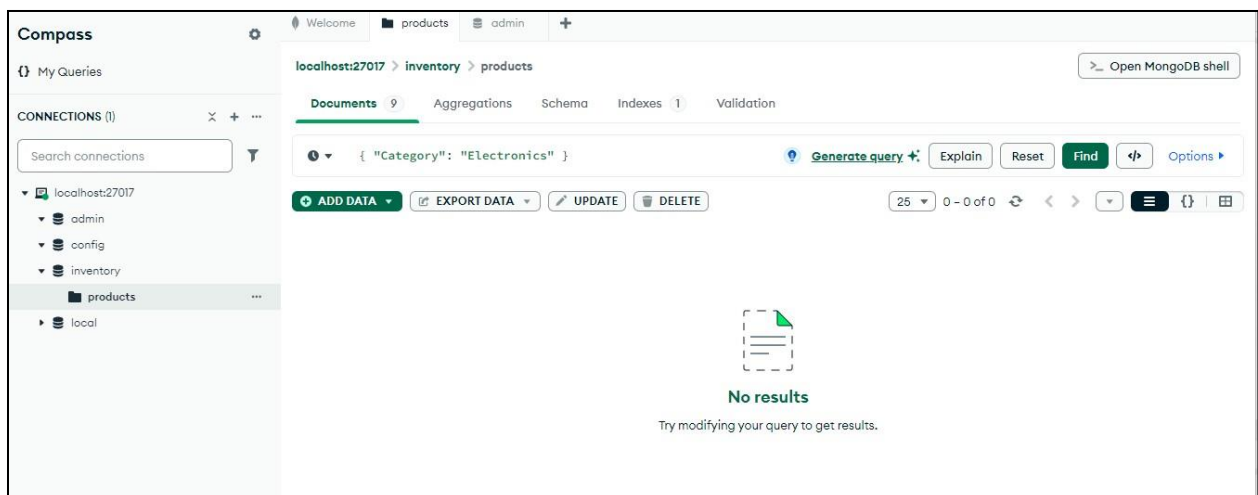 Compass
{} My Queries
CONNECTIONS (1)
Search connections
localhost:27017
admin
config
inventory
products
local
Welcome products admin
localhost:27017 > inventory > products
>_ Open MongoDB shell
Documents 9 Aggregations Schema Indexes 1 Validation
{ "Category": "Electronics" } Generate query Explain Reset Find </> Options
ADD DATA EXPORT DATA UPDATE DELETE 25 0 – 0 of 0 {}
No results
Try modifying your query to get results.